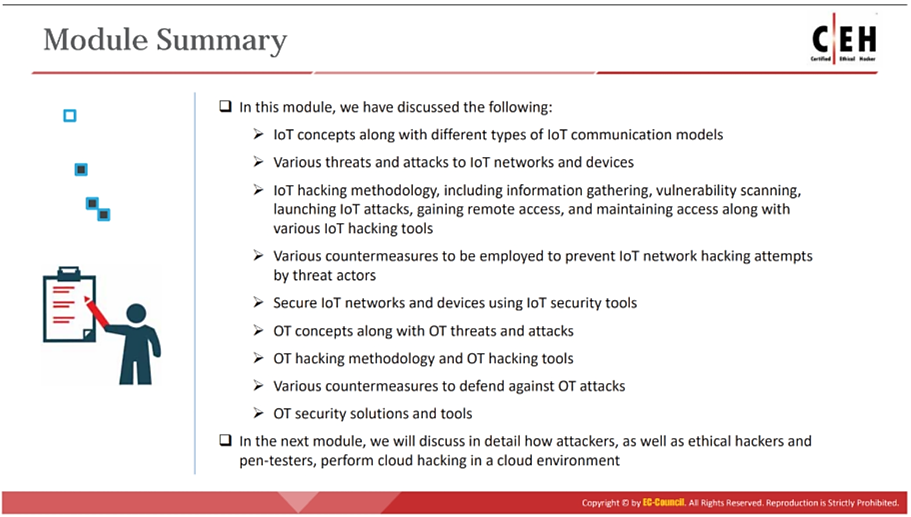 Module Summary
C|EH
Certified Ethical Hacker
In this module, we have discussed the following:
IoT concepts along with different types of IoT communication models
Various threats and attacks to IoT networks and devices
IoT hacking methodology, including information gathering, vulnerability scanning,
launching IoT attacks, gaining remote access, and maintaining access along with
various IoT hacking tools
Various countermeasures to be employed to prevent IoT network hacking attempts
by threat actors
Secure IoT networks and devices using IoT security tools
OT concepts along with OT threats and attacks
OT hacking methodology and OT hacking tools
Various countermeasures to defend against OT attacks
OT security solutions and tools
In the next module, we will discuss in detail how attackers, as well as ethical hackers and
pen-testers, perform cloud hacking in a cloud environment
Copyright © by EC-Council. All Rights Reserved. Reproduction is Strictly Prohibited.